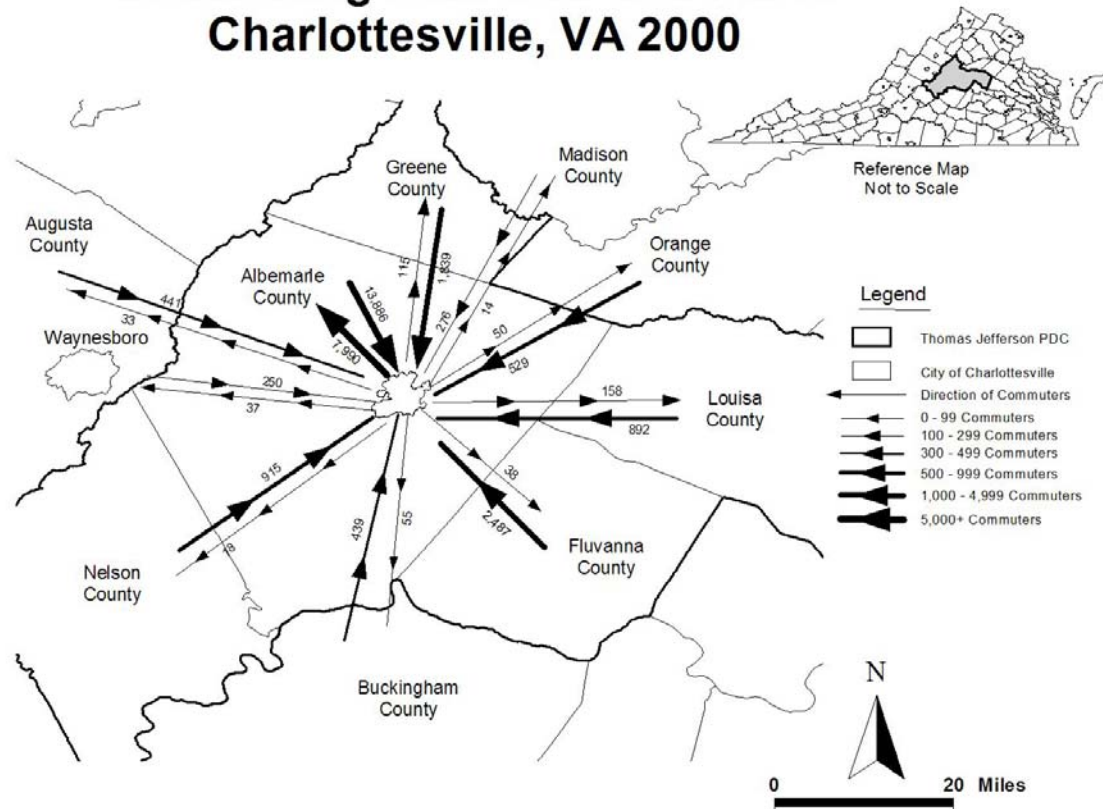 Charlottesville, VA 2000
Reference Map
Not to Scale
Madison
County
Greene
County
Orange
County
Augusta
County
Albemarle
County
Waynesboro
Louisa
County
Nelson
County
Fluvanna
County
Buckingham
County
115
1,839
276
14
50
529
13,886
7,990
441
33
250
37
158
892
38
2,487
915
439
55
Legend
Thomas Jefferson PDC
City of Charlottesville
Direction of Commuters
0 - 99 Commuters
100 - 299 Commuters
300 - 499 Commuters
500 - 999 Commuters
1,000 - 4,999 Commuters
5,000+ Commuters
N
0 20 Miles